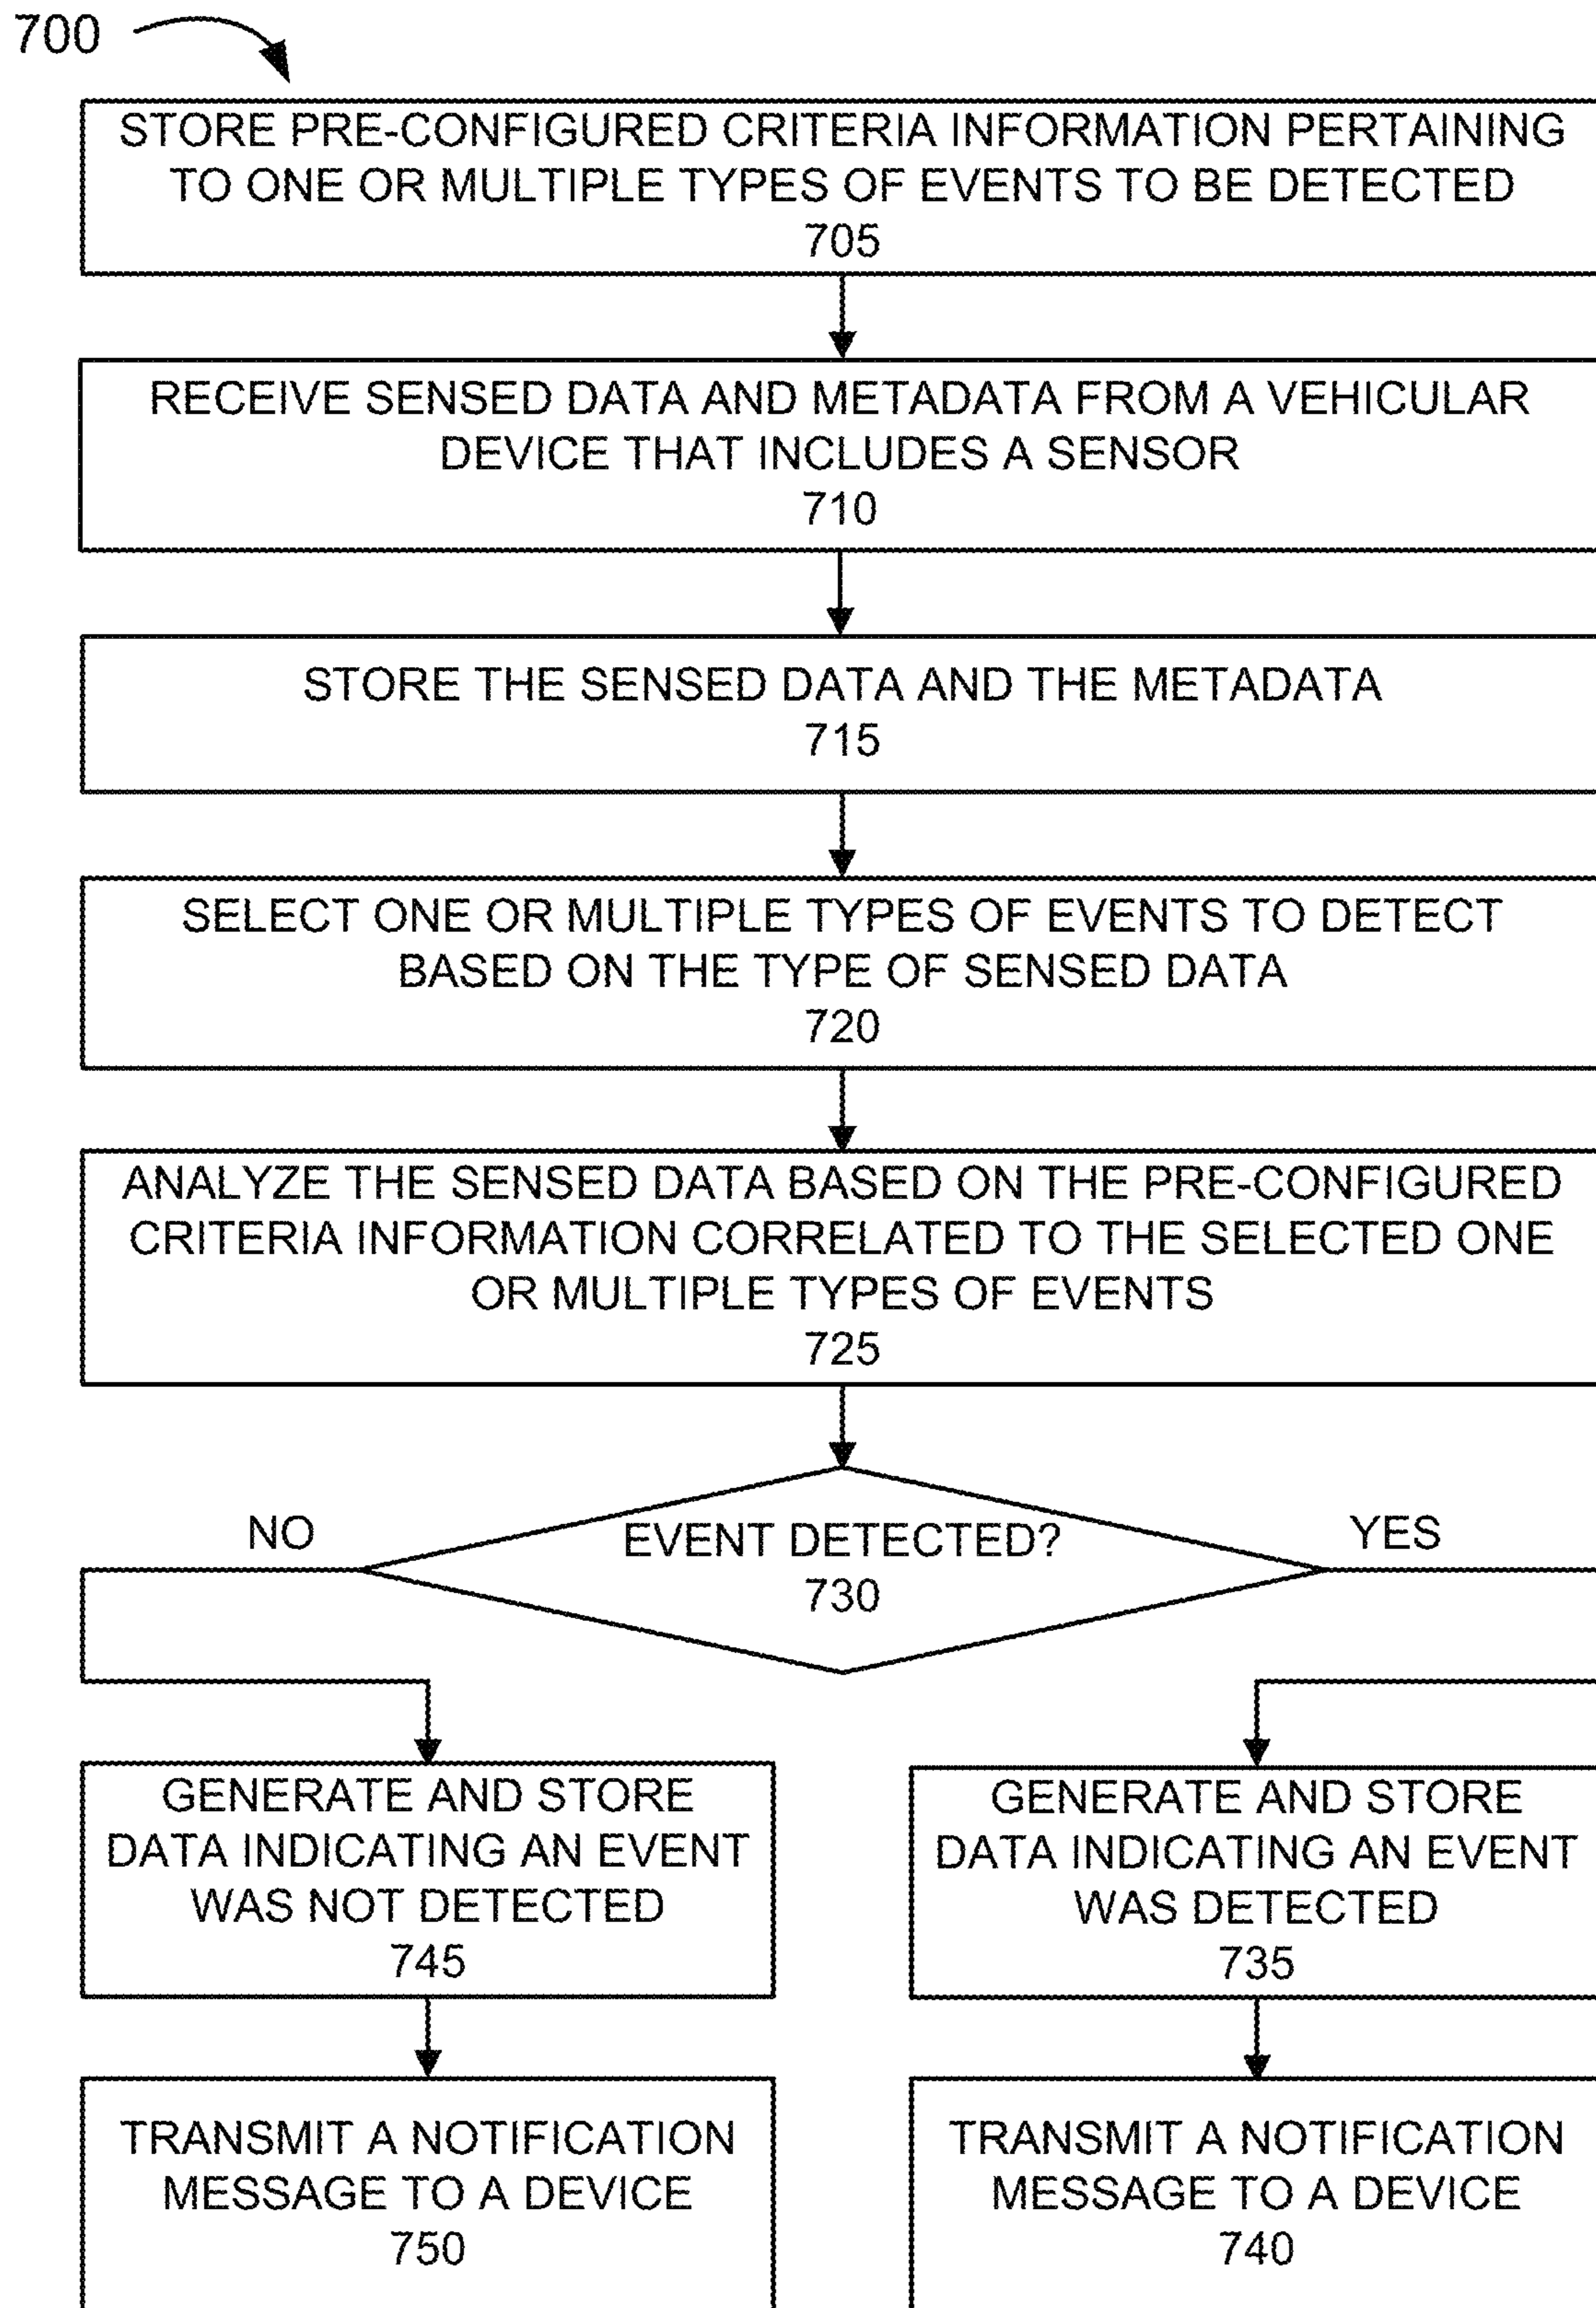 700
STORE PRE-CONFIGURED CRITERIA INFORMATION PERTAINING
TO ONE OR MULTIPLE TYPES OF EVENTS TO BE DETECTED
705
RECEIVE SENSED DATA AND METADATA FROM A VEHICULAR
DEVICE THAT INCLUDES A SENSOR
710
STORE THE SENSED DATA AND THE METADATA
715
SELECT ONE OR MULTIPLE TYPES OF EVENTS TO DETECT
BASED ON THE TYPE OF SENSED DATA
720
ANALYZE THE SENSED DATA BASED ON THE PRE-CONFIGURED
CRITERIA INFORMATION CORRELATED TO THE SELECTED ONE
OR MULTIPLE TYPES OF EVENTS
725
EVENT DETECTED?
730
NO
YES
GENERATE AND STORE
DATA INDICATING AN EVENT
WAS NOT DETECTED
745
TRANSMIT A NOTIFICATION
MESSAGE TO A DEVICE
750
GENERATE AND STORE
DATA INDICATING AN EVENT
WAS DETECTED
735
TRANSMIT A NOTIFICATION
MESSAGE TO A DEVICE
740